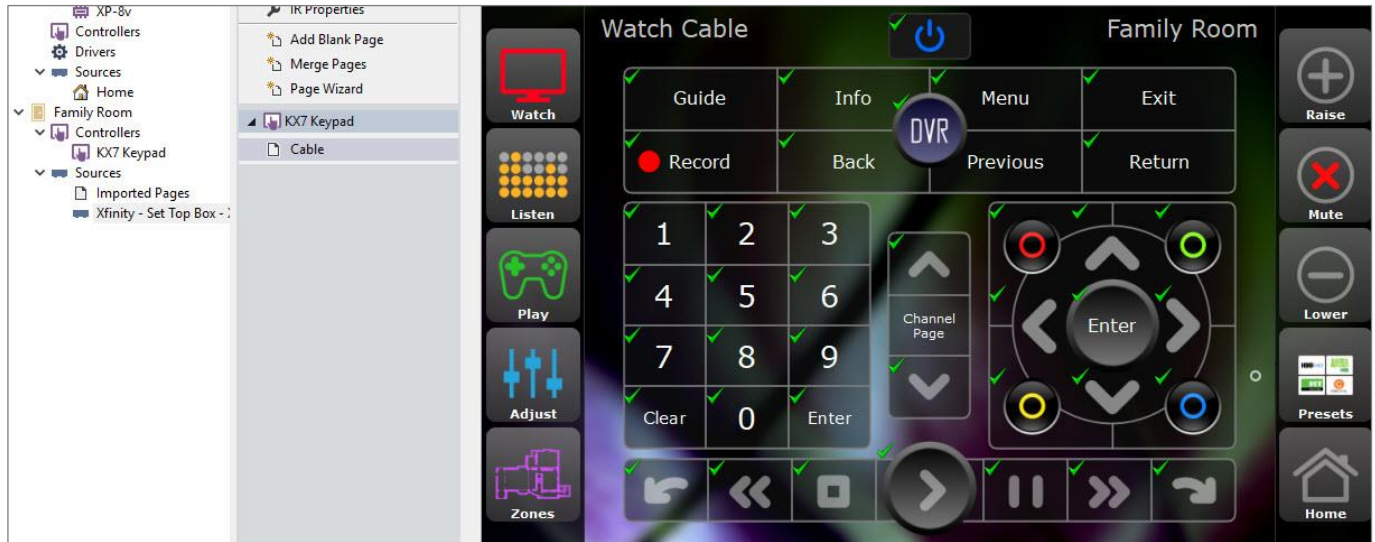 XP-8v
Controllers
Drivers
Sources
Home
Family Room
Controllers
KX7 Keypad
Sources
Imported Pages
Xfinity - Set Top Box -
IR Properties
Add Blank Page
Merge Pages
Page Wizard
KX7 Keypad
Cable
Watch
Listen
Play
Adjust
Zones
Watch Cable
Family Room
Guide
Info
Menu
Exit
DVR
Record
Back
Previous
Return
1
2
3
4
5
6
7
8
9
Clear
0
Enter
Channel
Page
Enter
Raise
Mute
Lower
Presets
Home